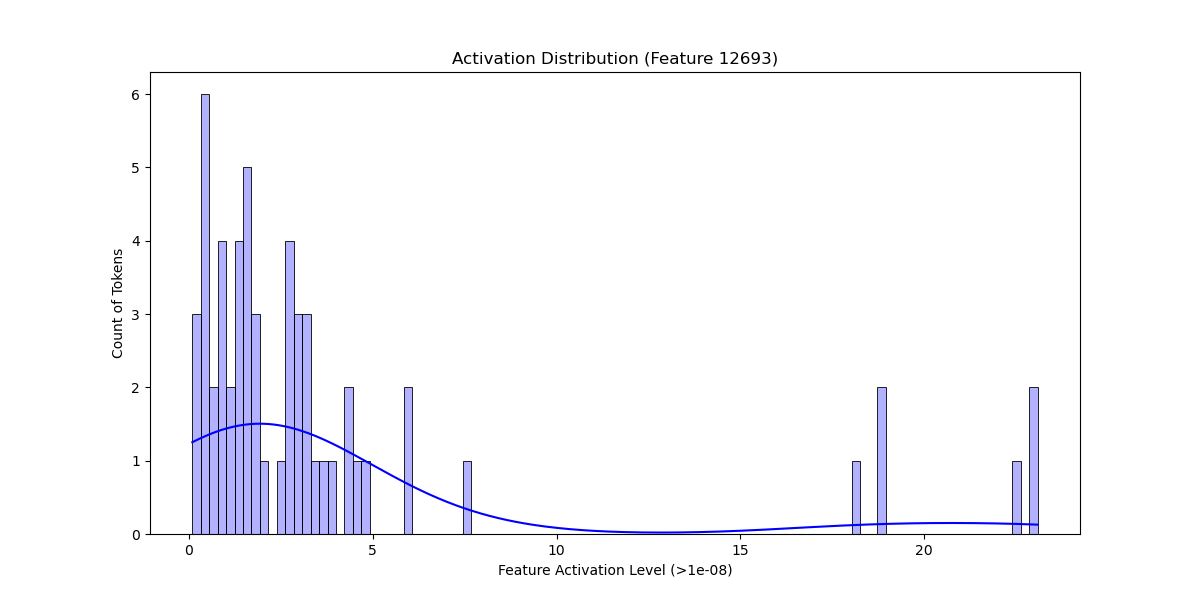 Activation Distribution (Feature 12693)
Count of Tokens
6
5
4
3
2
1
0
0 5 10 15 20
Feature Activation Level (>1e-08)